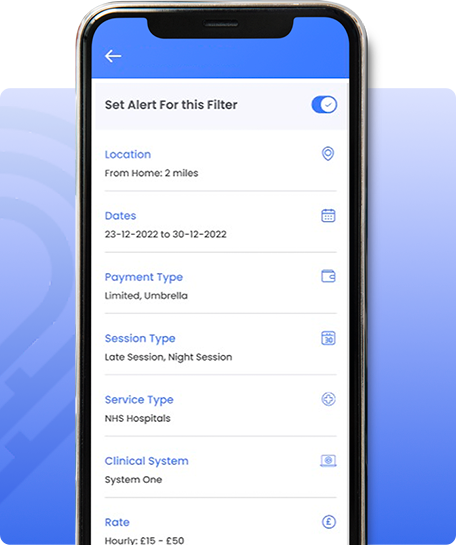 Set Alert For this Filter
Location
From Home: 2 miles
Dates
23-12-2022 to 30-12-2022
Payment Type
Limited, Umbrella
Session Type
30
Late Session, Night Session
Service Type
NHS Hospitals
Clinical System
System One
Rate
£
Hourly: £15 - £50